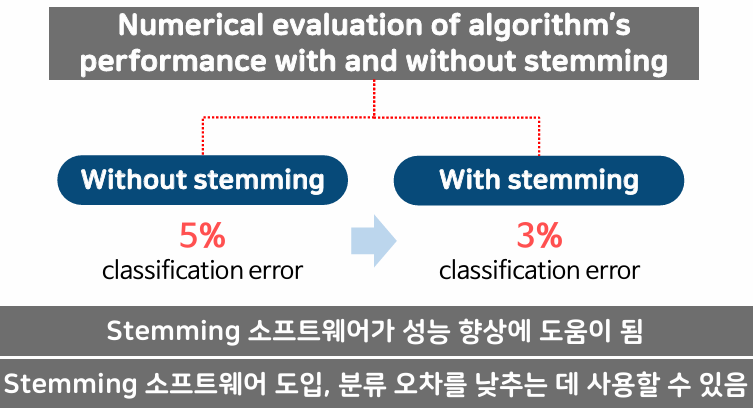 Numerical evaluation of algorithm's
performance with and without stemming
Without stemming
With stemming
5%
3%
classification error
classification error
Stemming 소프트웨어가 성능 향상에 도움이 됨
Stemming 소프트웨어 도입, 분류 오차를 낮추는 데 사용할 수 있음